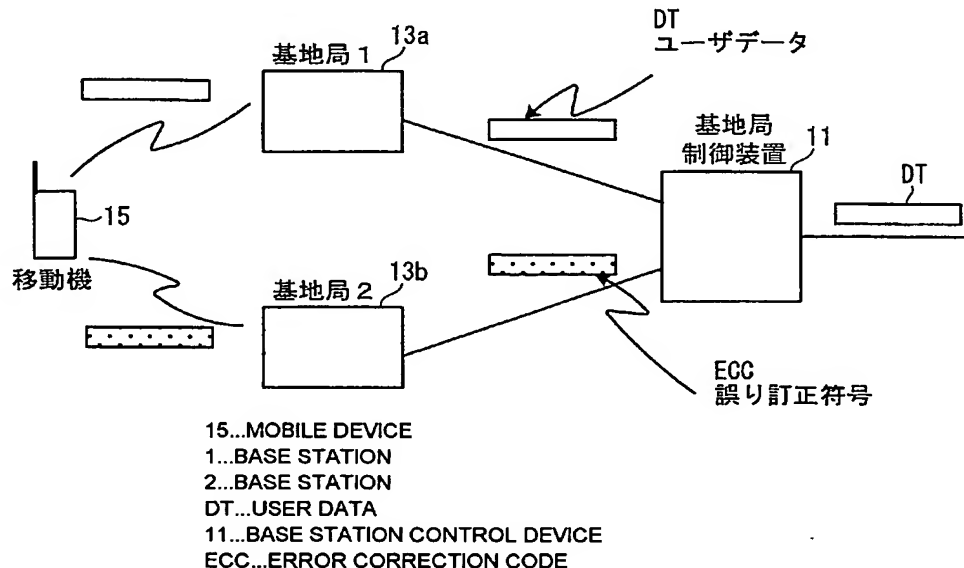 DT
ユーザデータ
13a
基地局1
基地局
制御装置
11
DT
15
移動機
13b
基地局2
ECC
誤り訂正符号
15...MOBILE DEVICE
1...BASE STATION
2...BASE STATION
DT...USER DATA
11...BASE STATION CONTROL DEVICE
ECC...ERROR CORRECTION CODE